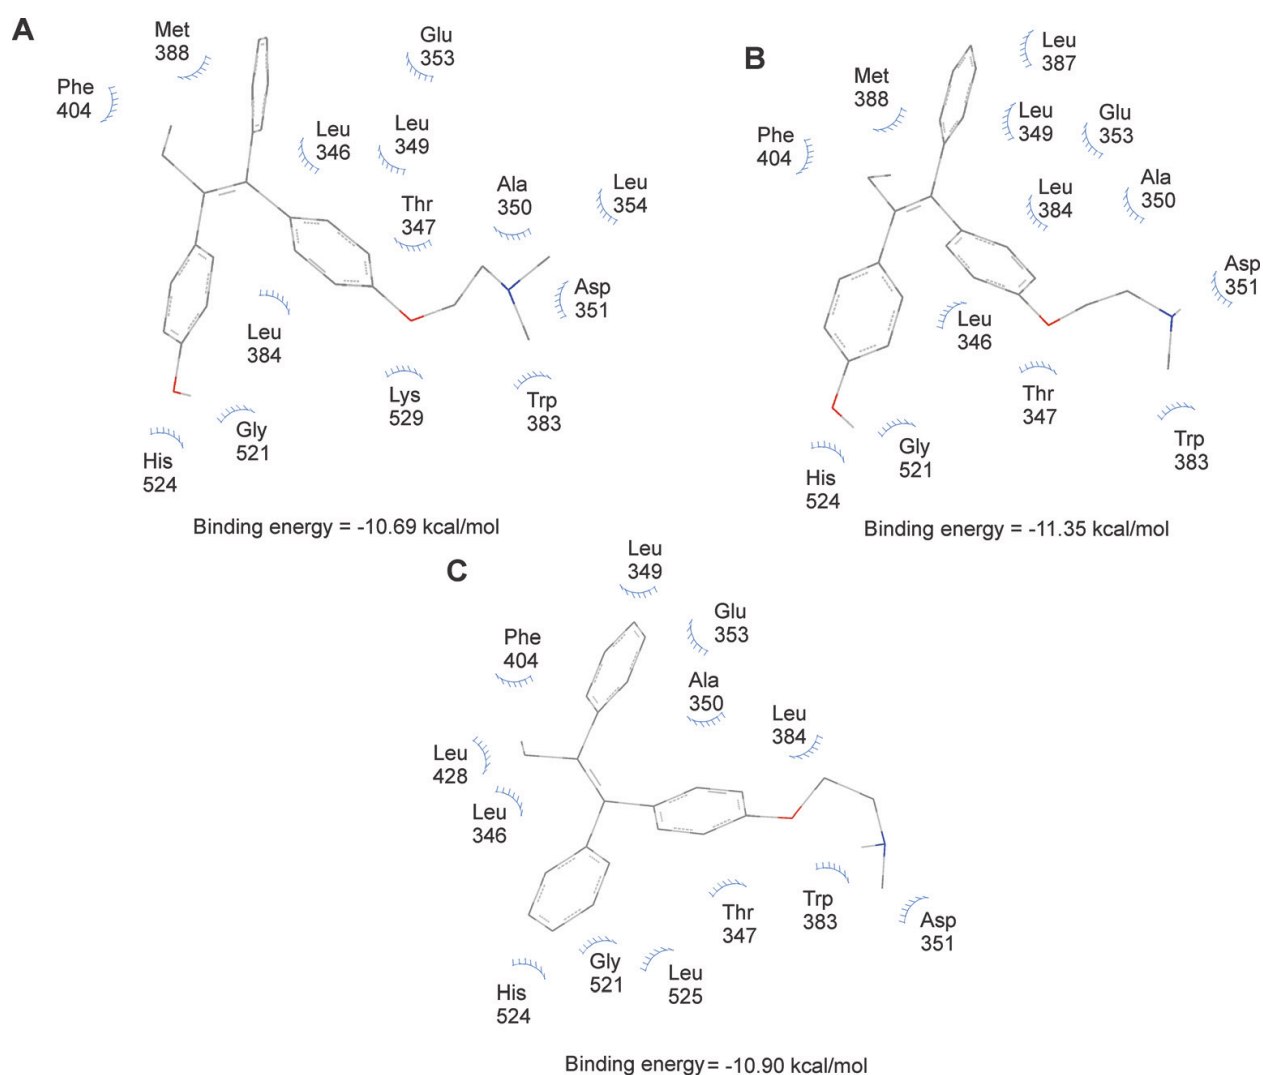 A
Met
388
Glu
353
Phe
404
Leu
346
Leu
349
Thr
347
Ala
350
Leu
354
Asp
351
Leu
384
Lys
529
Trp
383
Gly
521
His
524
Binding energy = -10.69 kcal/mol
B
Leu
387
Met
388
Leu
349
Glu
353
Phe
404
Leu
384
Ala
350
Asp
351
Leu
346
Thr
347
Trp
383
Gly
521
His
524
Binding energy = -11.35 kcal/mol
C
Leu
349
Glu
353
Phe
404
Ala
350
Leu
384
Leu
428
Leu
346
Thr
347
Trp
383
Asp
351
Gly
521
Leu
525
His
524
Binding energy = -10.90 kcal/mol